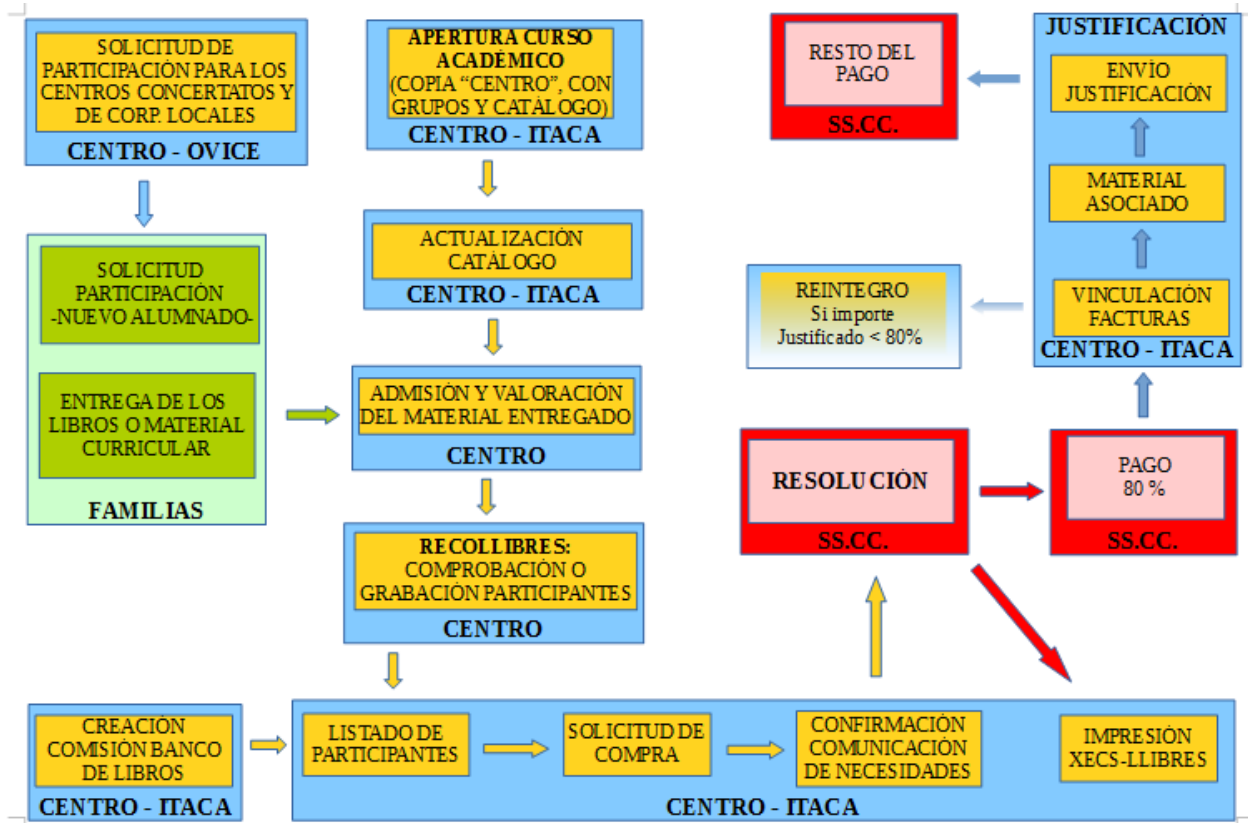 SOLICITUD DE
PARTICIPACIÓN PARA LOS
CENTROS CONCERTATOS Y
DE CORP. LOCALES
CENTRO - OVICE
SOLICITUD
PARTICIPACIÓN
-NUEVO ALUMNADO-
ENTREGA DE LOS
LIBROS O MATERIAL
CURRICULAR
FAMILIAS
APERTURA CURSO
ACADÉMICO
(COPIA “CENTRO”, CON
GRUPOS Y CATÁLOGO)
CENTRO - ITACA
ACTUALIZACIÓN
CATÁLOGO
CENTRO - ITACA
ADMISIÓN Y VALORACIÓN
DEL MATERIAL ENTREGADO
CENTRO
RECOLLIBRES:
COMPROBACIÓN O
GRABACIÓN PARTICIPANTES
CENTRO
CREACIÓN
COMISIÓN BANCO
DE LIBROS
CENTRO - ITACA
LISTADO DE
PARTICIPANTES
SOLICITUD DE
COMPRA
CONFIRMACIÓN
COMUNICACIÓN
DE NECESIDADES
IMPRESIÓN
XECS-LLIBRES
CENTRO - ITACA
RESOLUCIÓN
SS.CC.
PAGO
80 %
SS.CC.
JUSTIFICACIÓN
ENVÍO
JUSTIFICACIÓN
MATERIAL
ASOCIADO
VINCULACIÓN
FACTURAS
CENTRO - ITACA
REINTEGRO
Si importe
Justificado < 80%
RESTO DEL
PAGO
SS.CC.